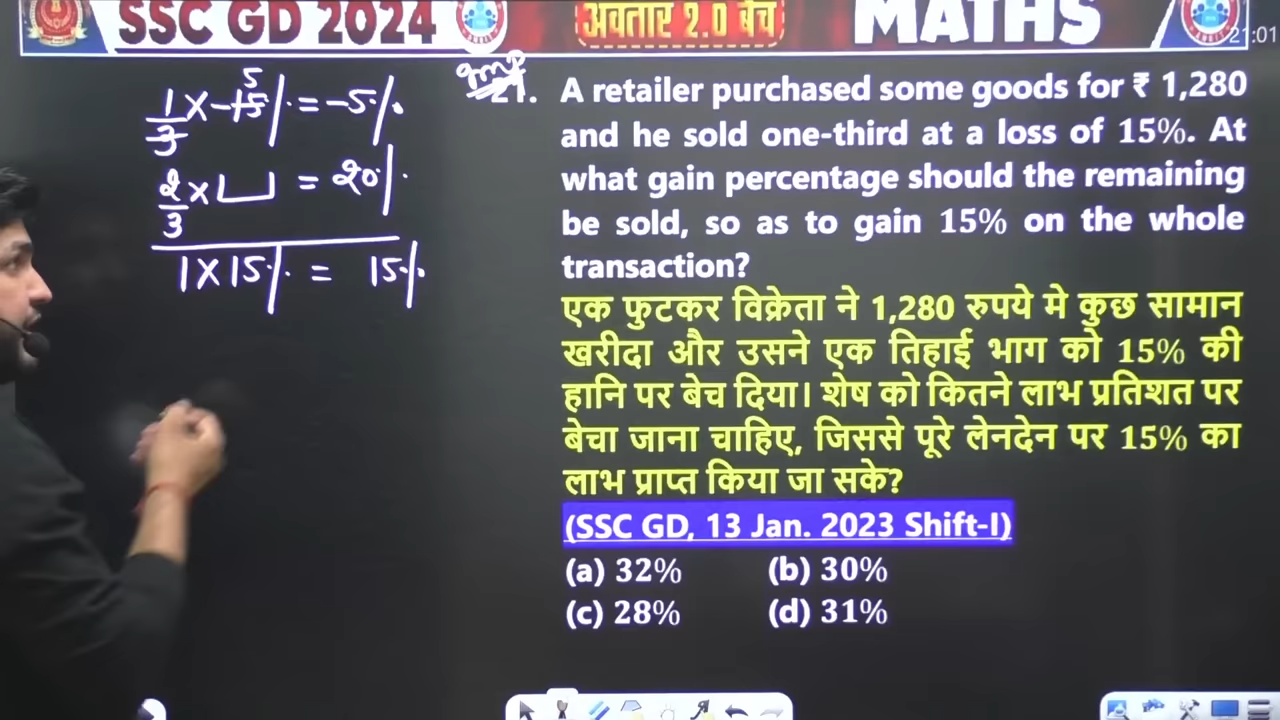 SSC GD 2024
अवतार 2.0 बैच
MATHS
21:01
1/3 X -15%. = -5%.
5
2/3 X ⊔ = 20%.
1 X 15%. = 15%.
Imp
21. A retailer purchased some goods for ₹ 1,280
and he sold one-third at a loss of 15%. At
what gain percentage should the remaining
be sold, so as to gain 15% on the whole
transaction?
एक फुटकर विक्रेता ने 1,280 रुपये मे कुछ सामान
खरीदा और उसने एक तिहाई भाग को 15% की
हानि पर बेच दिया। शेष को कितने लाभ प्रतिशत पर
बेचा जाना चाहिए, जिससे पूरे लेनदेन पर 15% का
लाभ प्राप्त किया जा सके?
(SSC GD, 13 Jan. 2023 Shift-I)
(a) 32% (b) 30%
(c) 28% (d) 31%